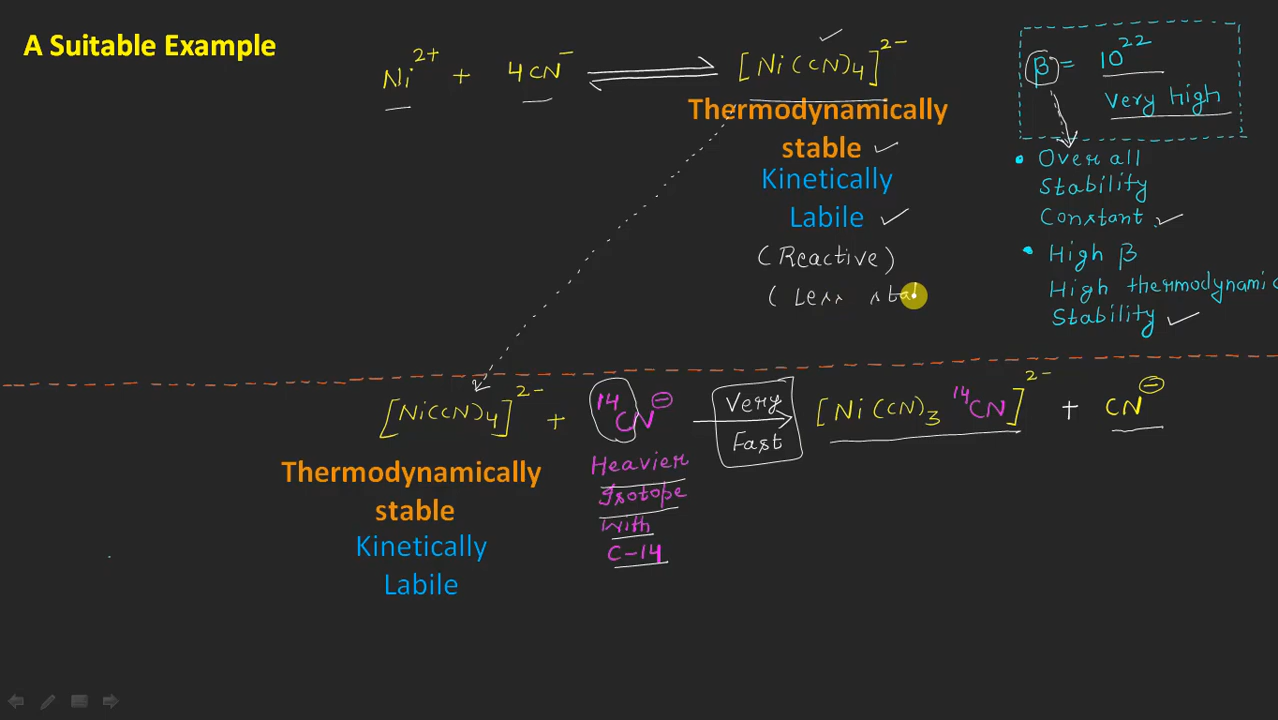 A Suitable Example
Ni²⁺ + 4CN⁻ ⇌ [Ni(CN)4]²⁻
Thermodynamically
stable ✓
Kinetically
Labile ✓
(Reactive)
(Less sta
β = 10²²
Very high
• Overall
Stability
Constant ✓
• High β
High thermodynamic
Stability ✓
[Ni(CN)4]²⁻ + ¹⁴CN⁻ Very Fast → [Ni(CN)3 ¹⁴CN]²⁻ + CN⁻
Thermodynamically
stable
Kinetically
Labile
Heavier
Isotope
With
C-14